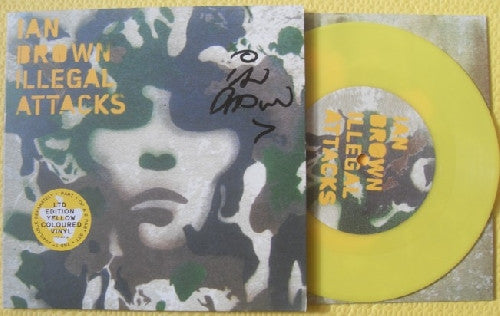 IAN
BROWN
ILLEGAL
ATTACKS
LTD
EDITION
YELLOW
COLOURED
VINYL
IAN
BROWN
ILLEGAL
ATTACKS